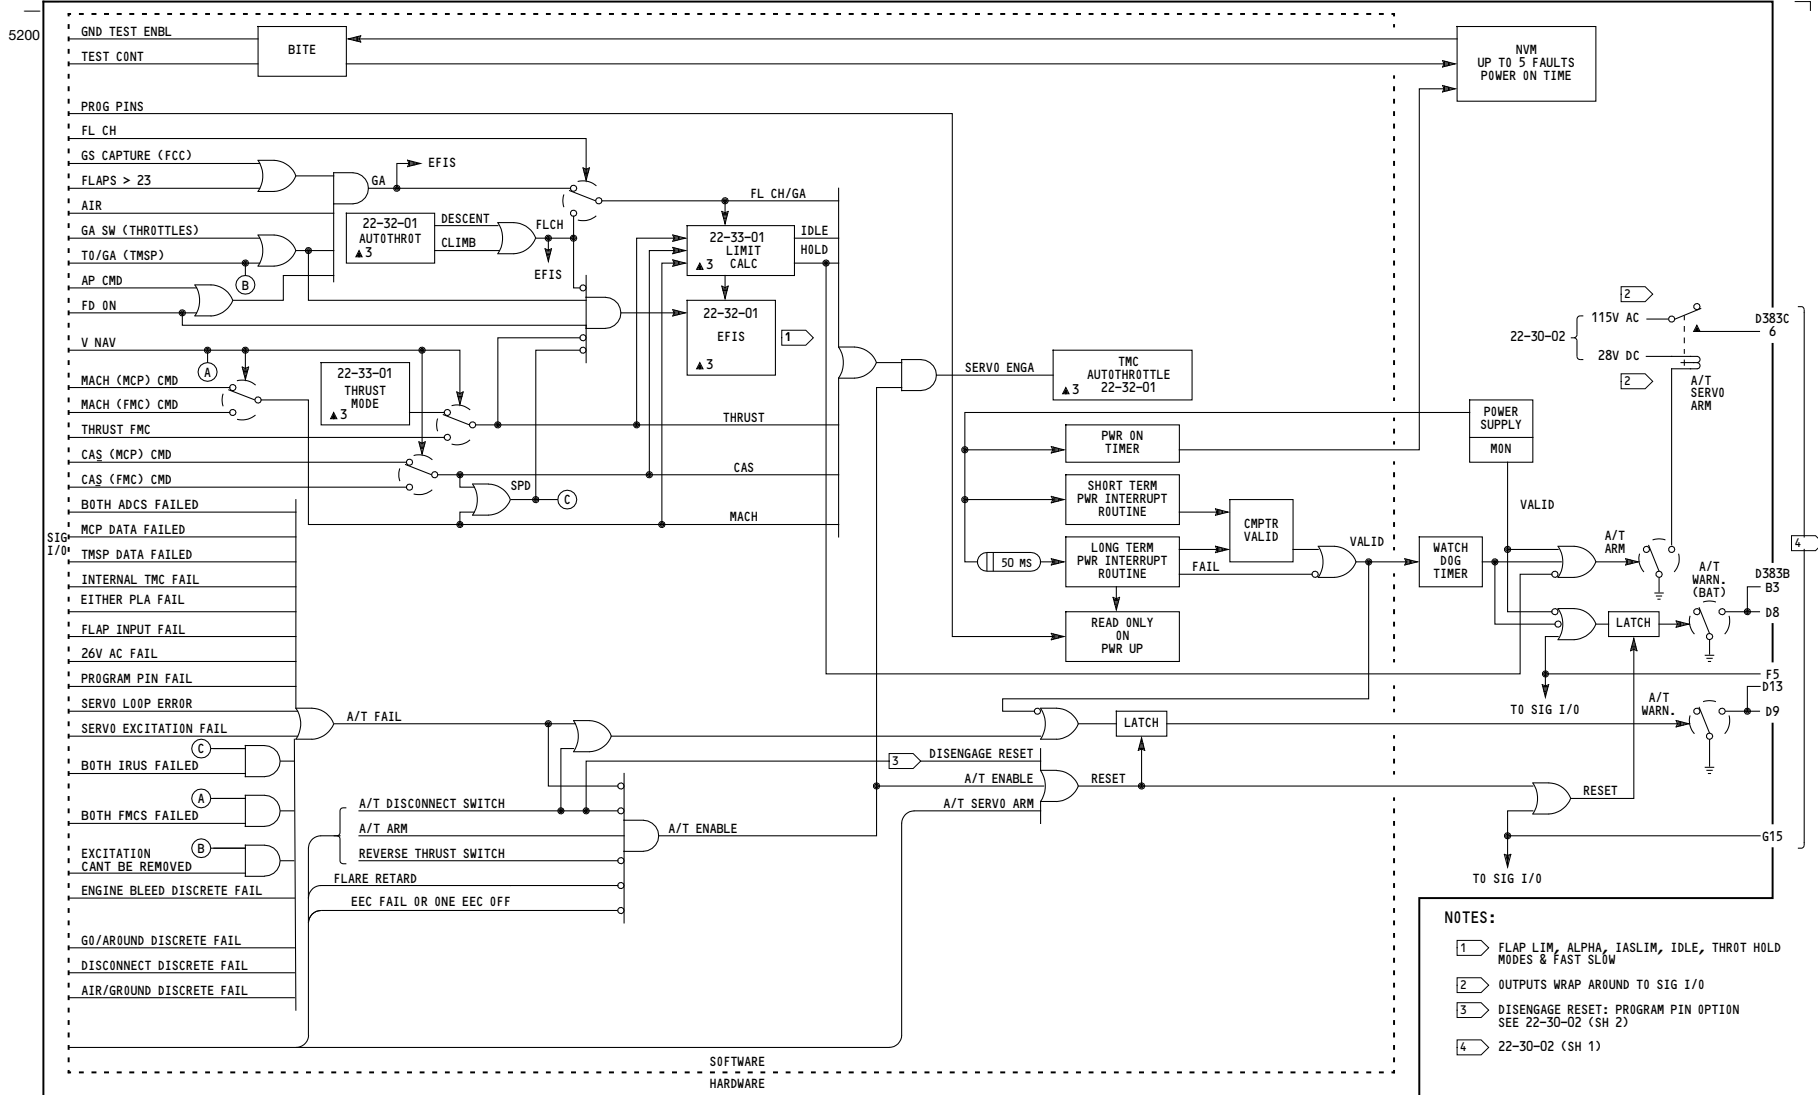 5200
GND TEST ENBL
TEST CONT
BITE
NVM
UP TO 5 FAULTS
POWER ON TIME
PROG PINS
FL CH
GS CAPTURE (FCC)
FLAPS > 23
AIR
GA SW (THROTTLES)
TO/GA (TMSP)
AP CMD
FD ON
V NAV
MACH (MCP) CMD
MACH (FMC) CMD
THRUST FMC
CAS (MCP) CMD
CAS (FMC) CMD
BOTH ADCS FAILED
MCP DATA FAILED
SIG
I/O
TMSP DATA FAILED
INTERNAL TMC FAIL
EITHER PLA FAIL
FLAP INPUT FAIL
26V AC FAIL
PROGRAM PIN FAIL
SERVO LOOP ERROR
SERVO EXCITATION FAIL
C
BOTH IRUS FAILED
A
BOTH FMCS FAILED
B
EXCITATION
CANT BE REMOVED
ENGINE BLEED DISCRETE FAIL
GO/AROUND DISCRETE FAIL
DISCONNECT DISCRETE FAIL
AIR/GROUND DISCRETE FAIL
B
A
GA
EFIS
22-32-01
AUTOTHROT
▲3
DESCENT
CLIMB
FLCH
EFIS
FL CH/GA
22-33-01
LIMIT
▲3 CALC
IDLE
HOLD
22-32-01
EFIS
▲3
1
22-33-01
THRUST
MODE
▲3
THRUST
CAS
SPD
C
MACH
SERVO ENGA
TMC
AUTOTHROTTLE
▲3 22-32-01
PWR ON
TIMER
SHORT TERM
PWR INTERRUPT
ROUTINE
50 MS
LONG TERM
PWR INTERRUPT
ROUTINE
FAIL
CMPTR
VALID
READ ONLY
ON
PWR UP
VALID
WATCH
DOG
TIMER
POWER
SUPPLY
MON
VALID
2
22-30-02
115V AC
28V DC
2
A/T
SERVO
ARM
D383C
6
A/T
ARM
A/T
WARN.
(BAT)
D383B
B3
D8
4
LATCH
F5
D13
TO SIG I/O
A/T
WARN.
D9
A/T FAIL
LATCH
3
DISENGAGE RESET
A/T ENABLE
A/T SERVO ARM
RESET
RESET
G15
TO SIG I/O
A/T DISCONNECT SWITCH
A/T ARM
REVERSE THRUST SWITCH
FLARE RETARD
EEC FAIL OR ONE EEC OFF
A/T ENABLE
SOFTWARE
HARDWARE
NOTES:
1 FLAP LIM, ALPHA, IASLIM, IDLE, THROT HOLD
MODES & FAST SLOW
2 OUTPUTS WRAP AROUND TO SIG I/O
3 DISENGAGE RESET: PROGRAM PIN OPTION
SEE 22-30-02 (SH 2)
4 22-30-02 (SH 1)